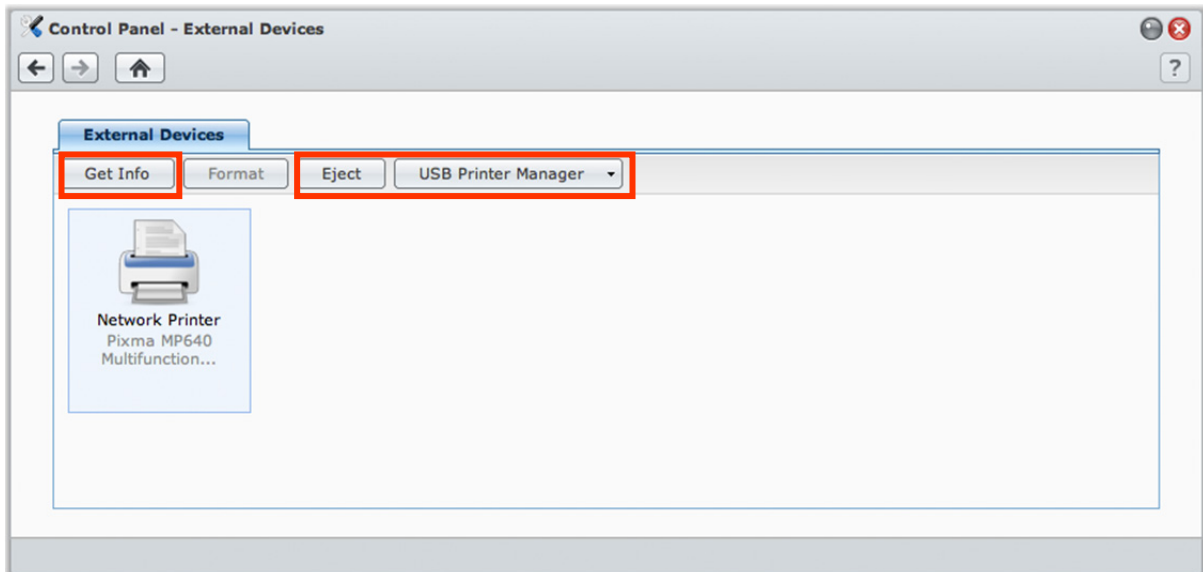 Control Panel - External Devices
?
External Devices
Get Info Format Eject USB Printer Manager
Network Printer
Pixma MP640
Multifunction...